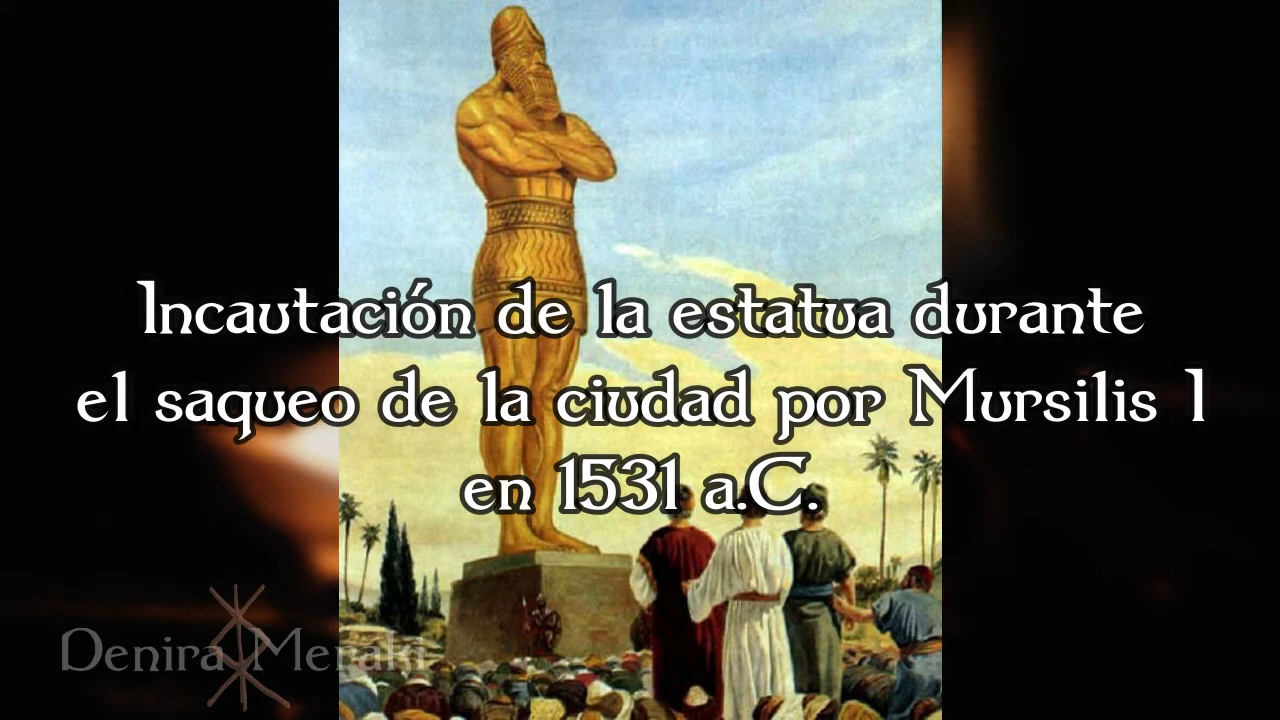 Incautación de la estatua durante
el saqueo de la ciudad por Mursilis I
en 1531 a.C.
Denira Meraki